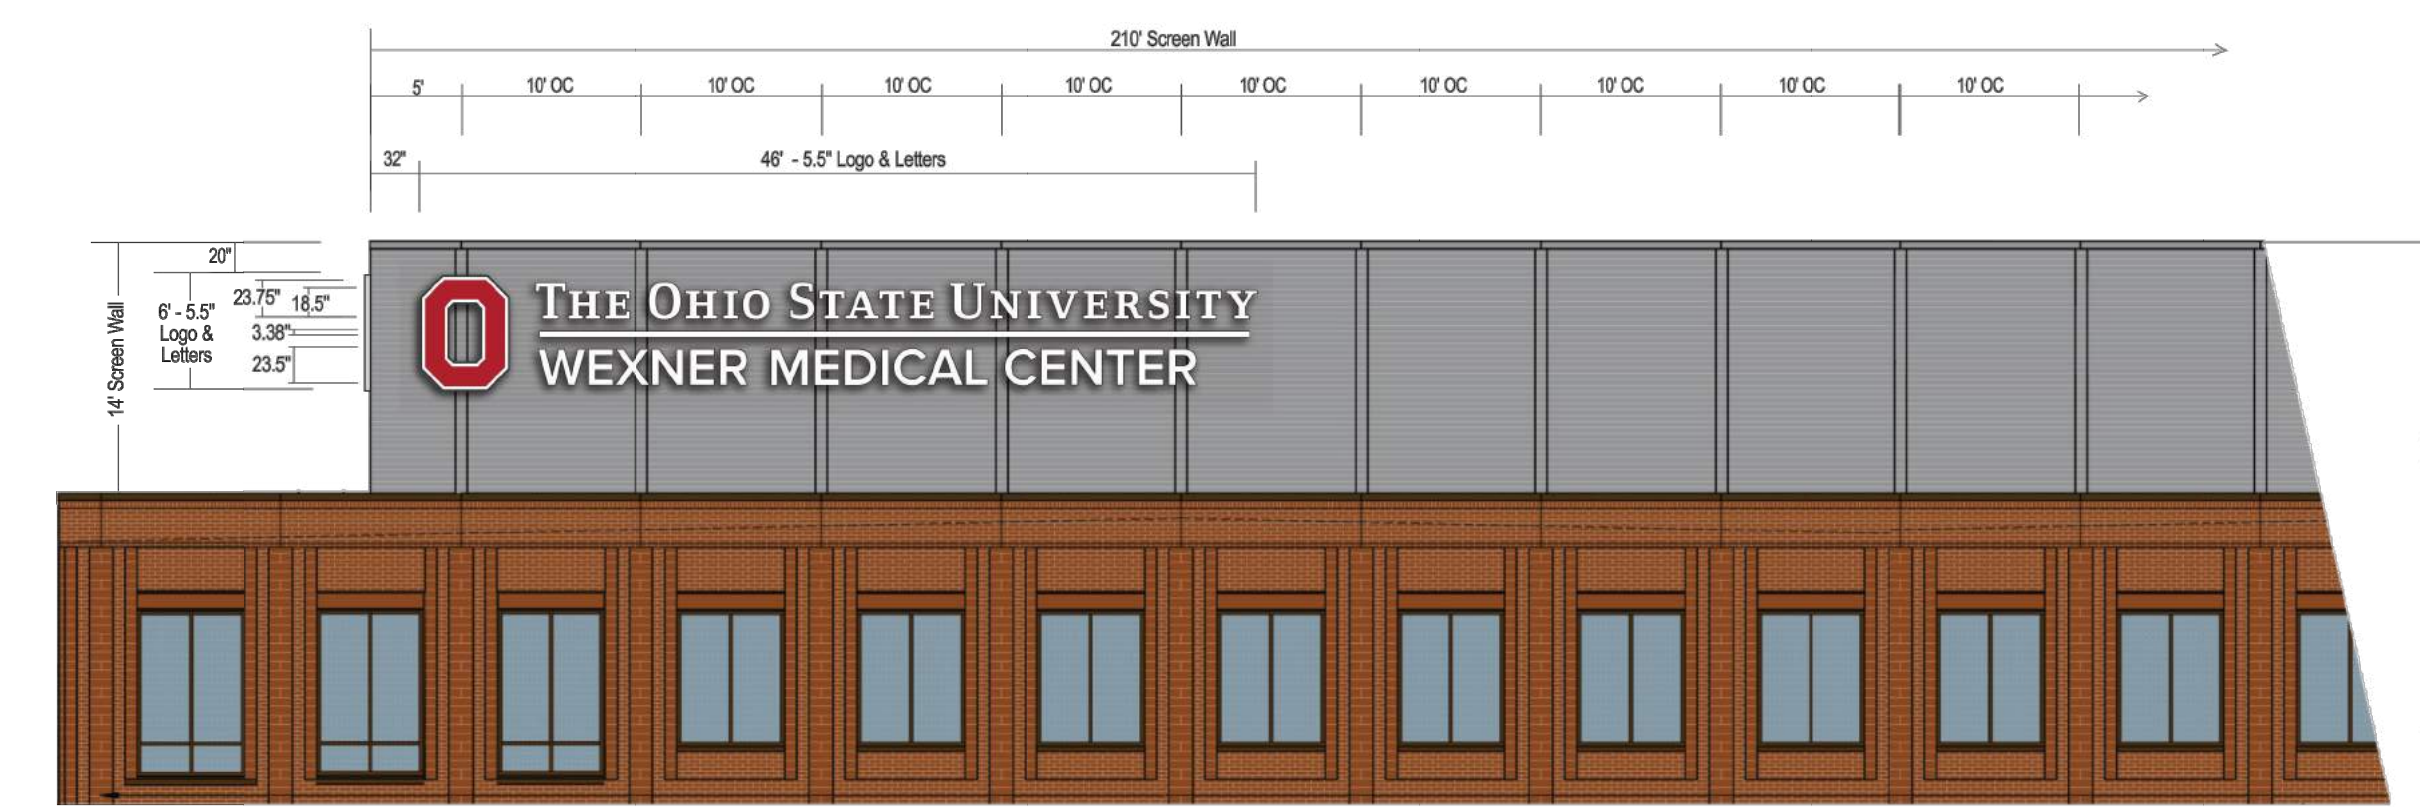 210' Screen Wall
5' 10' OC 10' OC 10' OC 10' OC 10' OC 10' OC 10' OC 10' OC 10' OC
32" 46' - 5.5" Logo & Letters
20"
14' Screen Wall
6' - 5.5"
Logo &
Letters
23.75" 18.5"
3.38"
23.5"
O
THE OHIO STATE UNIVERSITY
WEXNER MEDICAL CENTER